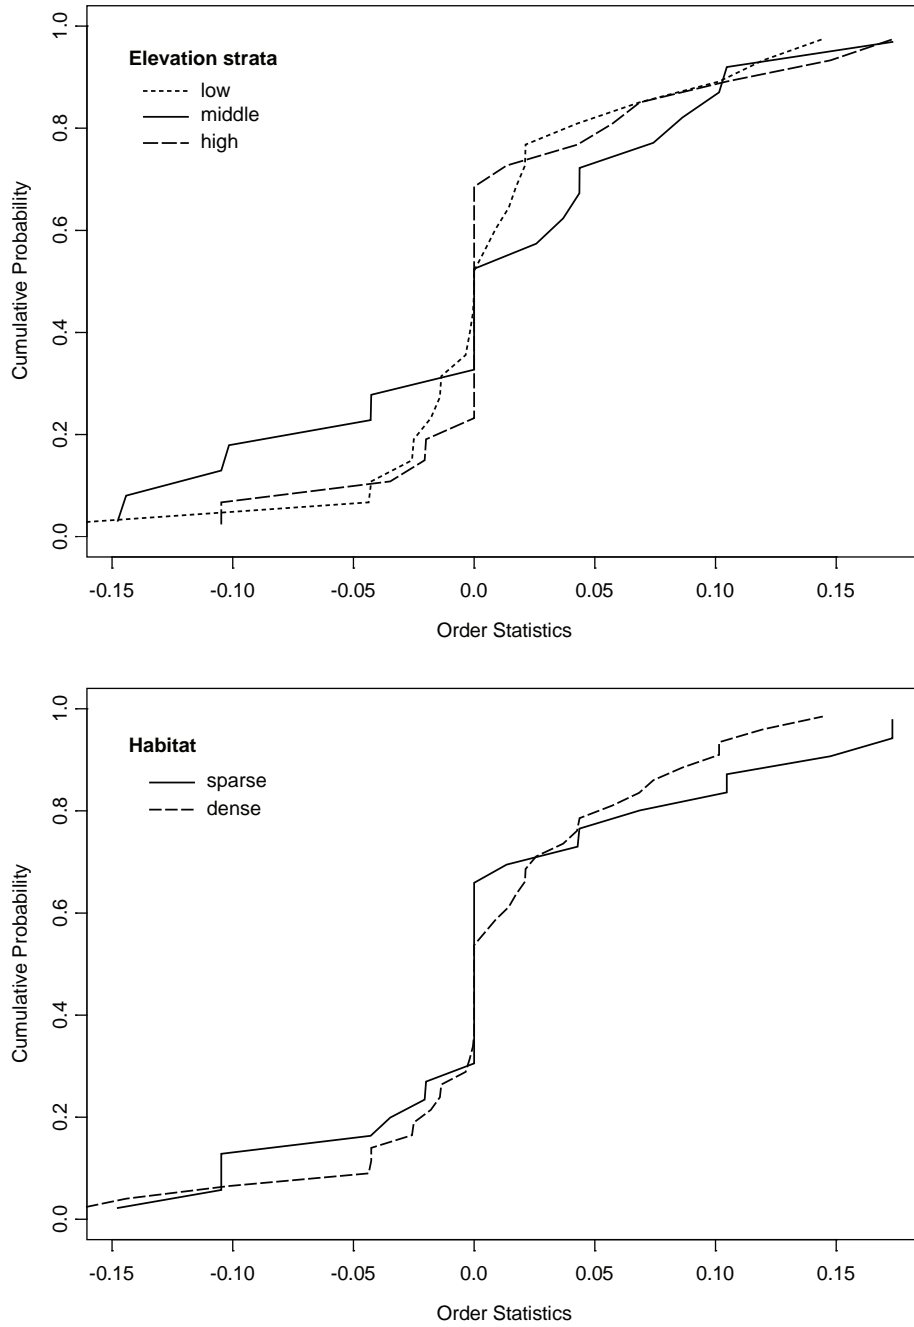 Elevation strata
low
middle
high
Cumulative Probability
1.0
0.8
0.6
0.4
0.2
0.0
-0.15 -0.10 -0.05 0.0 0.05 0.10 0.15
Order Statistics
Habitat
sparse
dense
Cumulative Probability
1.0
0.8
0.6
0.4
0.2
0.0
-0.15 -0.10 -0.05 0.0 0.05 0.10 0.15
Order Statistics